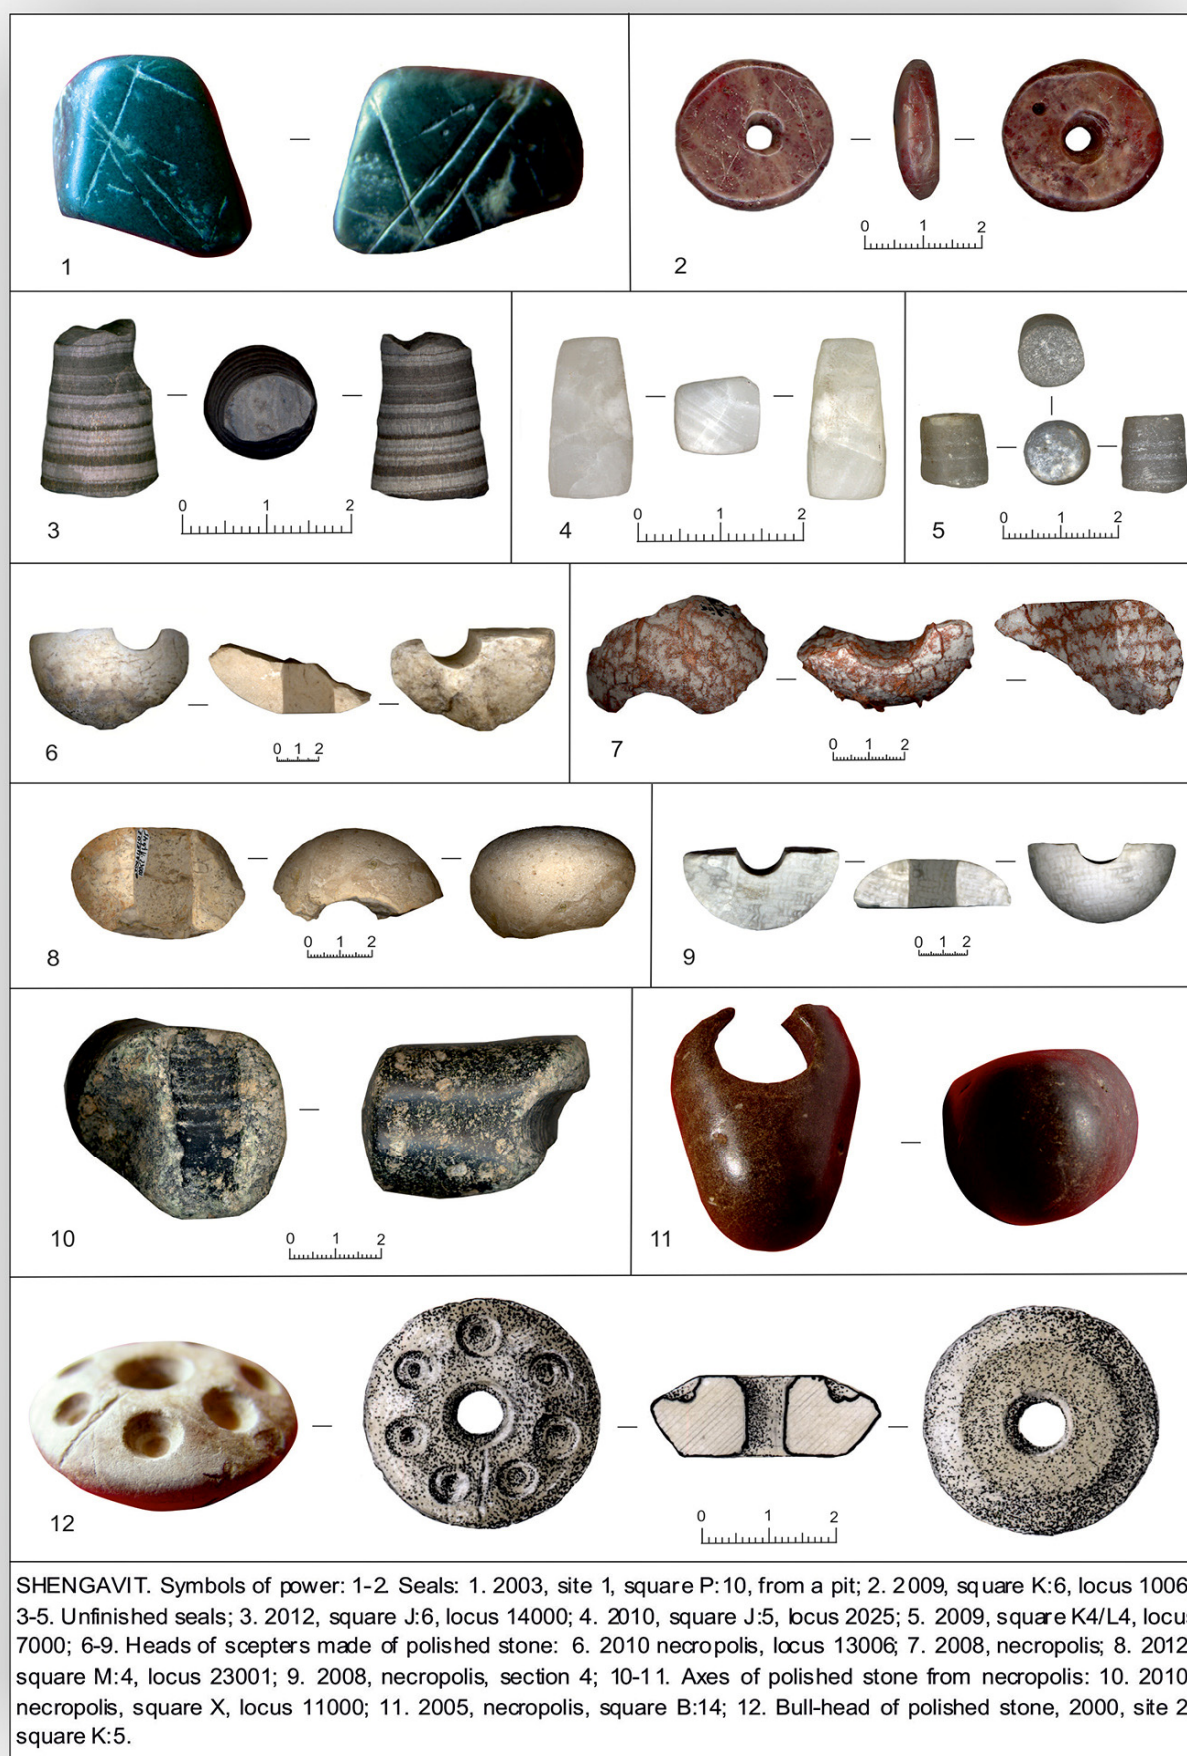 1
2
0 1 2
3
0 1 2
4
0 1 2
5
0 1 2
6
0 1 2
7
0 1 2
8
0 1 2
9
0 1 2
10
0 1 2
11
12
0 1 2
SHENGAVIT. Symbols of power: 1-2. Seals: 1. 2003, site 1, square P:10, from a pit; 2. 2009, square K:6, locus 1006
3-5. Unfinished seals; 3. 2012, square J:6, locus 14000; 4. 2010, square J:5, locus 2025; 5. 2009, square K4/L4, locus
7000; 6-9. Heads of scepters made of polished stone: 6. 2010 necropolis, locus 13006; 7. 2008, necropolis; 8. 2012
square M:4, locus 23001; 9. 2008, necropolis, section 4; 10-11. Axes of polished stone from necropolis: 10. 2010
necropolis, square X, locus 11000; 11. 2005, necropolis, square B:14; 12. Bull-head of polished stone, 2000, site 2
square K:5.